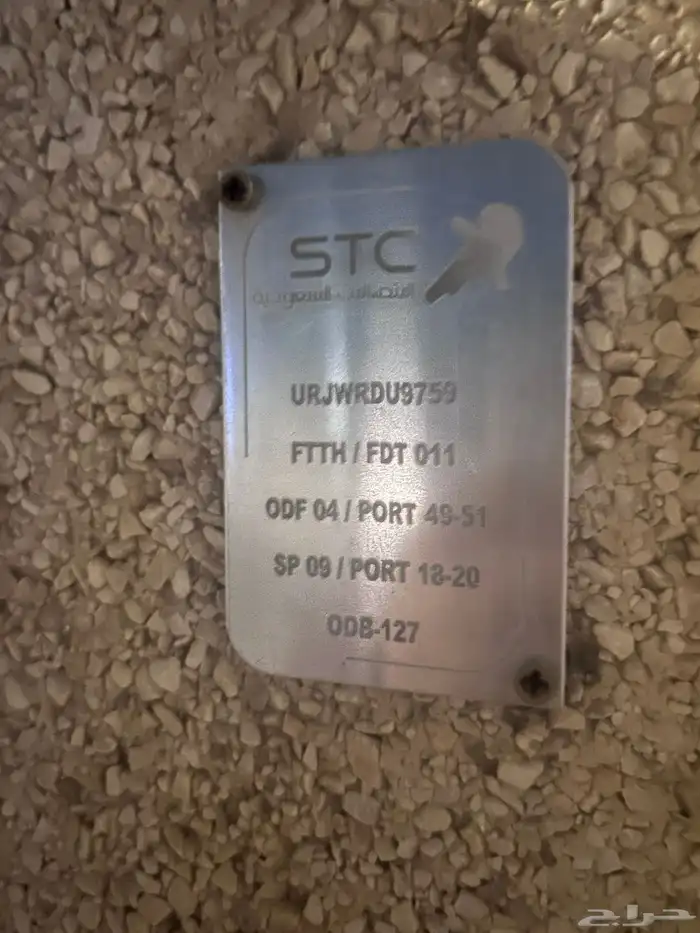 STC
الاتصالات السعودية
URJWRDU9759
FTTH / FDT 011
ODF 04 / PORT 49-51
SP 09 / PORT 18-20
ODB-127
حراج